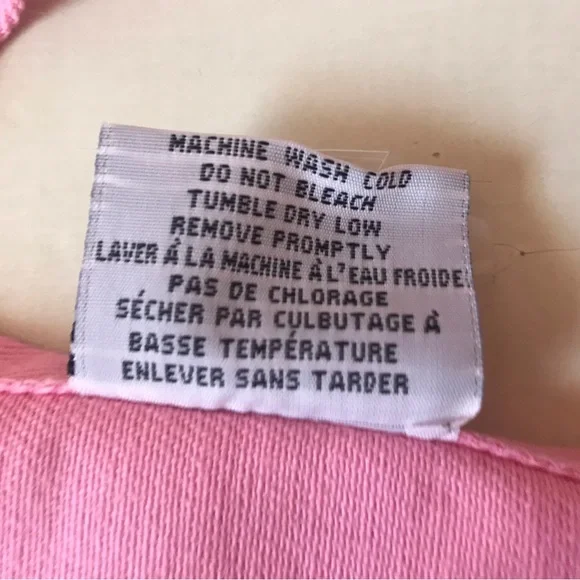 MACHINE WASH COLD
DO NOT BLEACH
TUMBLE DRY LOW
REMOVE PROMPTLY
LAVER À LA MACHINE À L'EAU FROIDE
PAS DE CHLORAGE
SÉCHER PAR CULBUTAGE À
BASSE TEMPÉRATURE
ENLEVER SANS TARDER